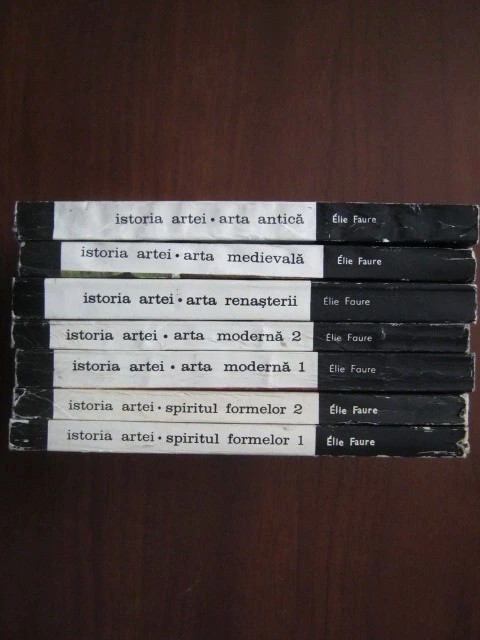 istoria artei • arta antică Élie Faure
istoria artei • arta medievală Élie Faure
istoria artei • arta renaşterii Élie Faure
istoria artei • arta modernă 2 Élie Faure
istoria artei • arta modernă 1 Élie Faure
istoria artei • spiritul formelor 2 Élie Faure
istoria artei • spiritul formelor 1 Élie Faure